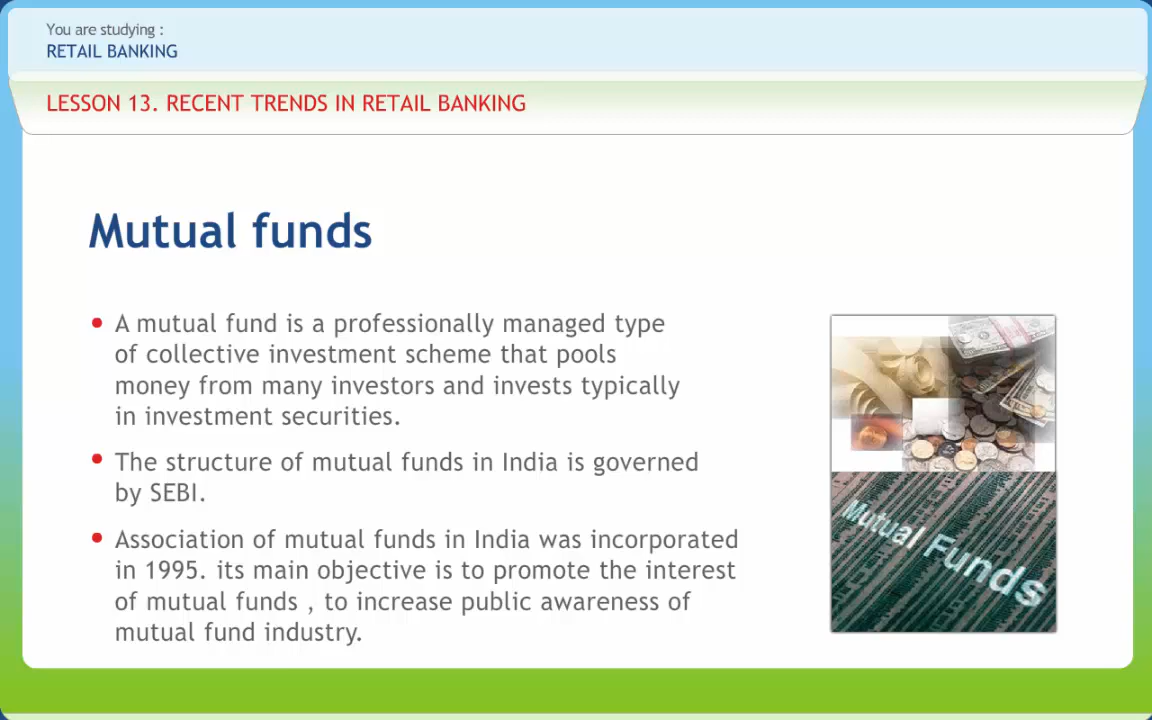 You are studying :
RETAIL BANKING
LESSON 13. RECENT TRENDS IN RETAIL BANKING
Mutual funds
• A mutual fund is a professionally managed type
of collective investment scheme that pools
money from many investors and invests typically
in investment securities.
• The structure of mutual funds in India is governed
by SEBI.
• Association of mutual funds in India was incorporated
in 1995. its main objective is to promote the interest
of mutual funds , to increase public awareness of
mutual fund industry.
Mutual Funds